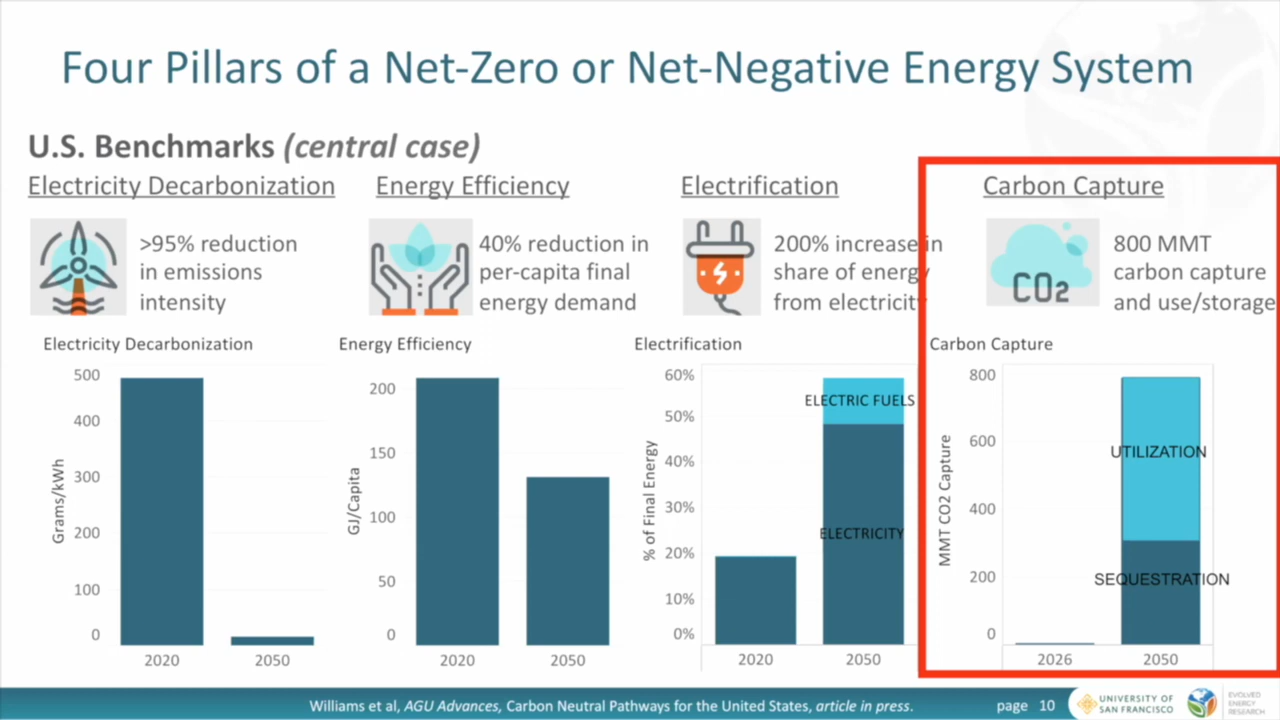 Four Pillars of a Net-Zero or Net-Negative Energy System
U.S. Benchmarks (central case)
Electricity Decarbonization
>95% reduction
in emissions
intensity
Energy Efficiency
40% reduction in
per-capita final
energy demand
Electrification
200% increase in
share of energy
from electricity
Carbon Capture
CO2
800 MMT
carbon capture
and use/storage
Electricity Decarbonization
Grams/kWh
500
400
300
200
100
0
2020
2050
Energy Efficiency
GJ/Capita
200
150
100
50
0
2020
2050
Electrification
% of Final Energy
60%
50%
40%
30%
20%
10%
0%
ELECTRIC FUELS
ELECTRICITY
2020
2050
Carbon Capture
MMT CO2 Capture
800
600
400
200
0
UTILIZATION
SEQUESTRATION
2026
2050
Williams et al, AGU Advances, Carbon Neutral Pathways for the United States, article in press.
page 10
UNIVERSITY OF
SAN FRANCISCO
EVOLVED
ENERGY
RESEARCH